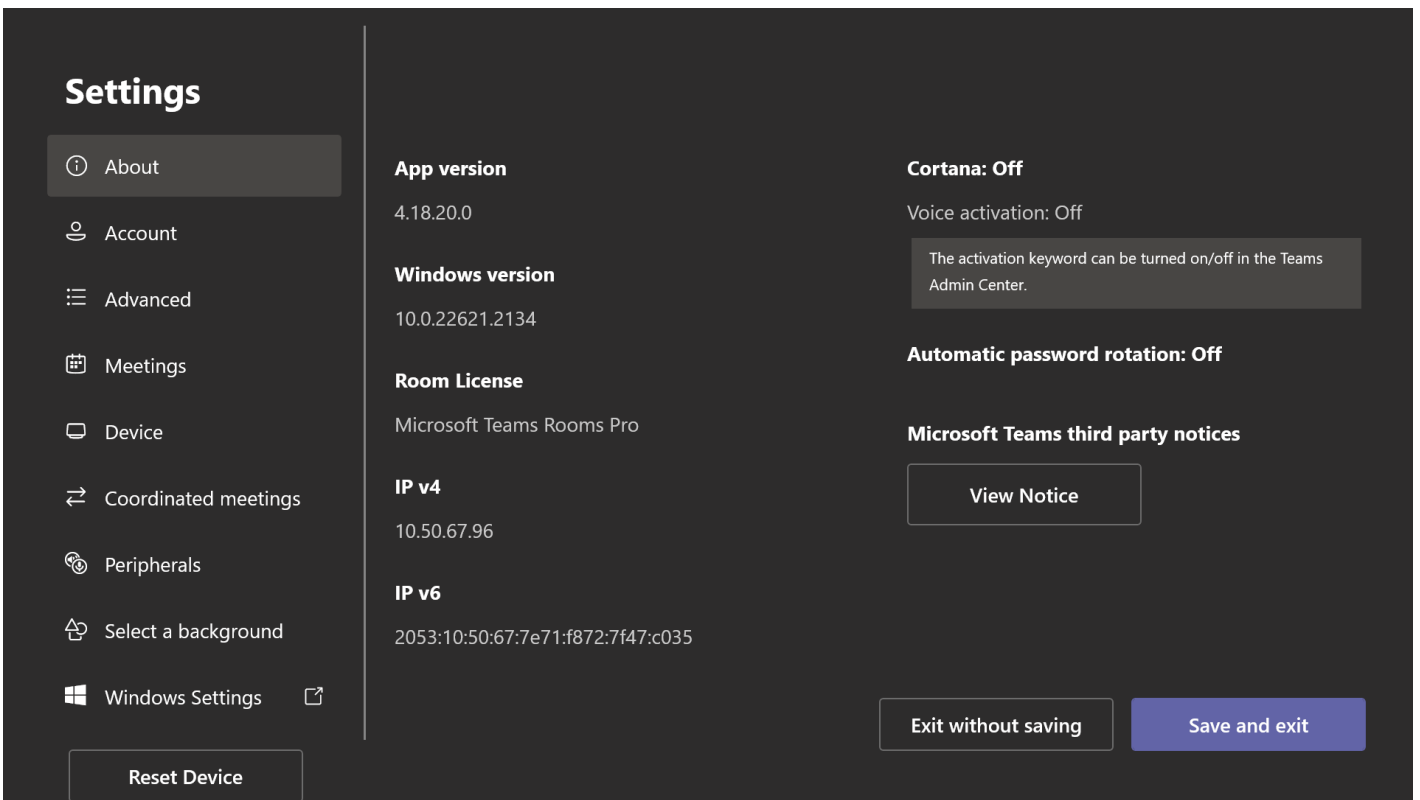 Settings
About
Account
Advanced
Meetings
Device
Coordinated meetings
Peripherals
Select a background
Windows Settings
Reset Device
App version
4.18.20.0
Windows version
10.0.22621.2134
Room License
Microsoft Teams Rooms Pro
IP v4
10.50.67.96
IP v6
2053:10:50:67:7e71:f872:7f47:c035
Cortana: Off
Voice activation: Off
The activation keyword can be turned on/off in the Teams
Admin Center.
Automatic password rotation: Off
Microsoft Teams third party notices
View Notice
Exit without saving
Save and exit